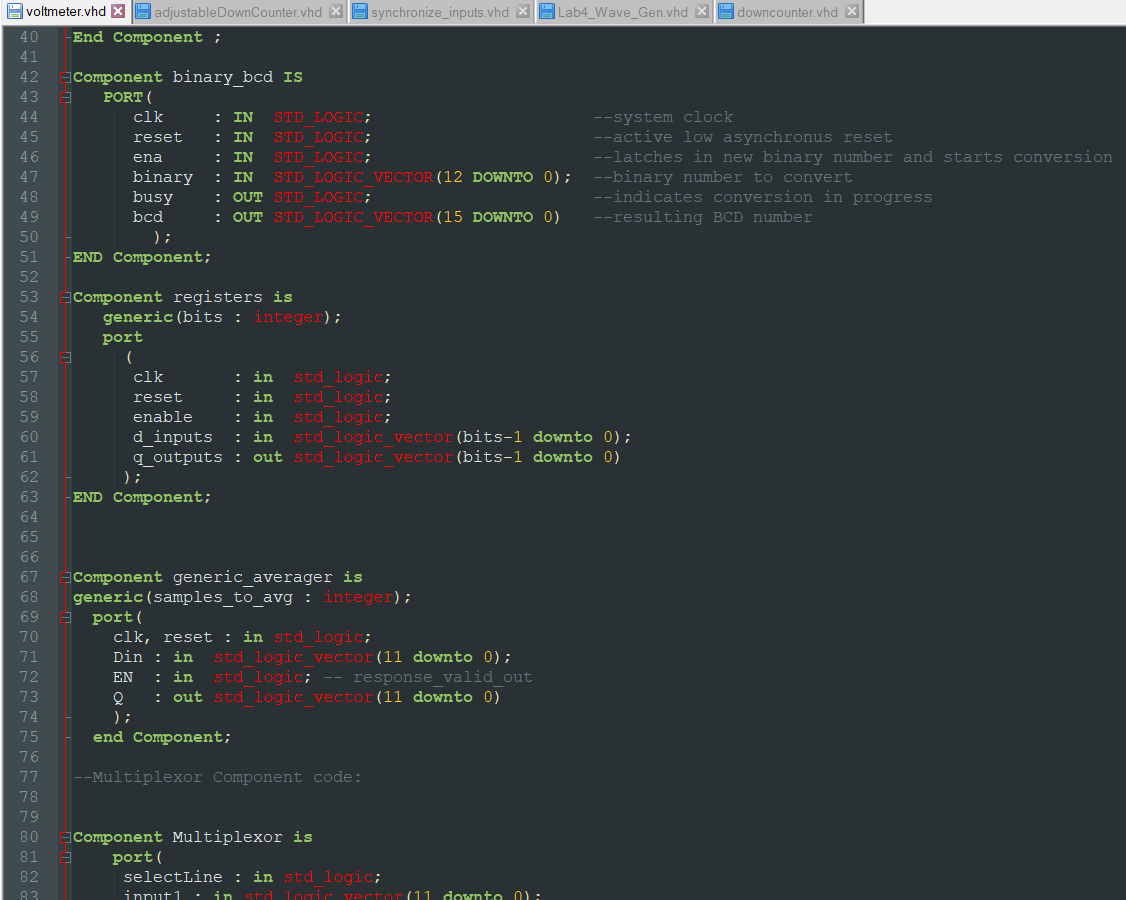 voltmeter.vhd adjustableDownCounter.vhd synchronize_inputs.vhd Lab4_Wave_Gen.vhd downcounter.vhd
40 End Component ;
41
42 Component binary_bcd IS
43 PORT(
44 clk : IN STD_LOGIC; --system clock
45 reset : IN STD_LOGIC; --active low asynchronus reset
46 ena : IN STD_LOGIC; --latches in new binary number and starts conversion
47 binary : IN STD_LOGIC_VECTOR(12 DOWNTO 0); --binary number to convert
48 busy : OUT STD_LOGIC; --indicates conversion in progress
49 bcd : OUT STD_LOGIC_VECTOR(15 DOWNTO 0) --resulting BCD number
50 );
51 END Component;
52
53 Component registers is
54 generic(bits : integer);
55 port
56 (
57 clk : in std_logic;
58 reset : in std_logic;
59 enable : in std_logic;
60 d_inputs : in std_logic_vector(bits-1 downto 0);
61 q_outputs : out std_logic_vector(bits-1 downto 0)
62 );
63 END Component;
64
65
66
67 Component generic_averager is
68 generic(samples_to_avg : integer);
69 port(
70 clk, reset : in std_logic;
71 Din : in std_logic_vector(11 downto 0);
72 EN : in std_logic; -- response_valid_out
73 Q : out std_logic_vector(11 downto 0)
74 );
75 end Component;
76
77 --Multiplexor Component code:
78
79
80 Component Multiplexor is
81 port(
82 selectLine : in std_logic;
83 input1 : in std_logic_vector(11 downto 0);